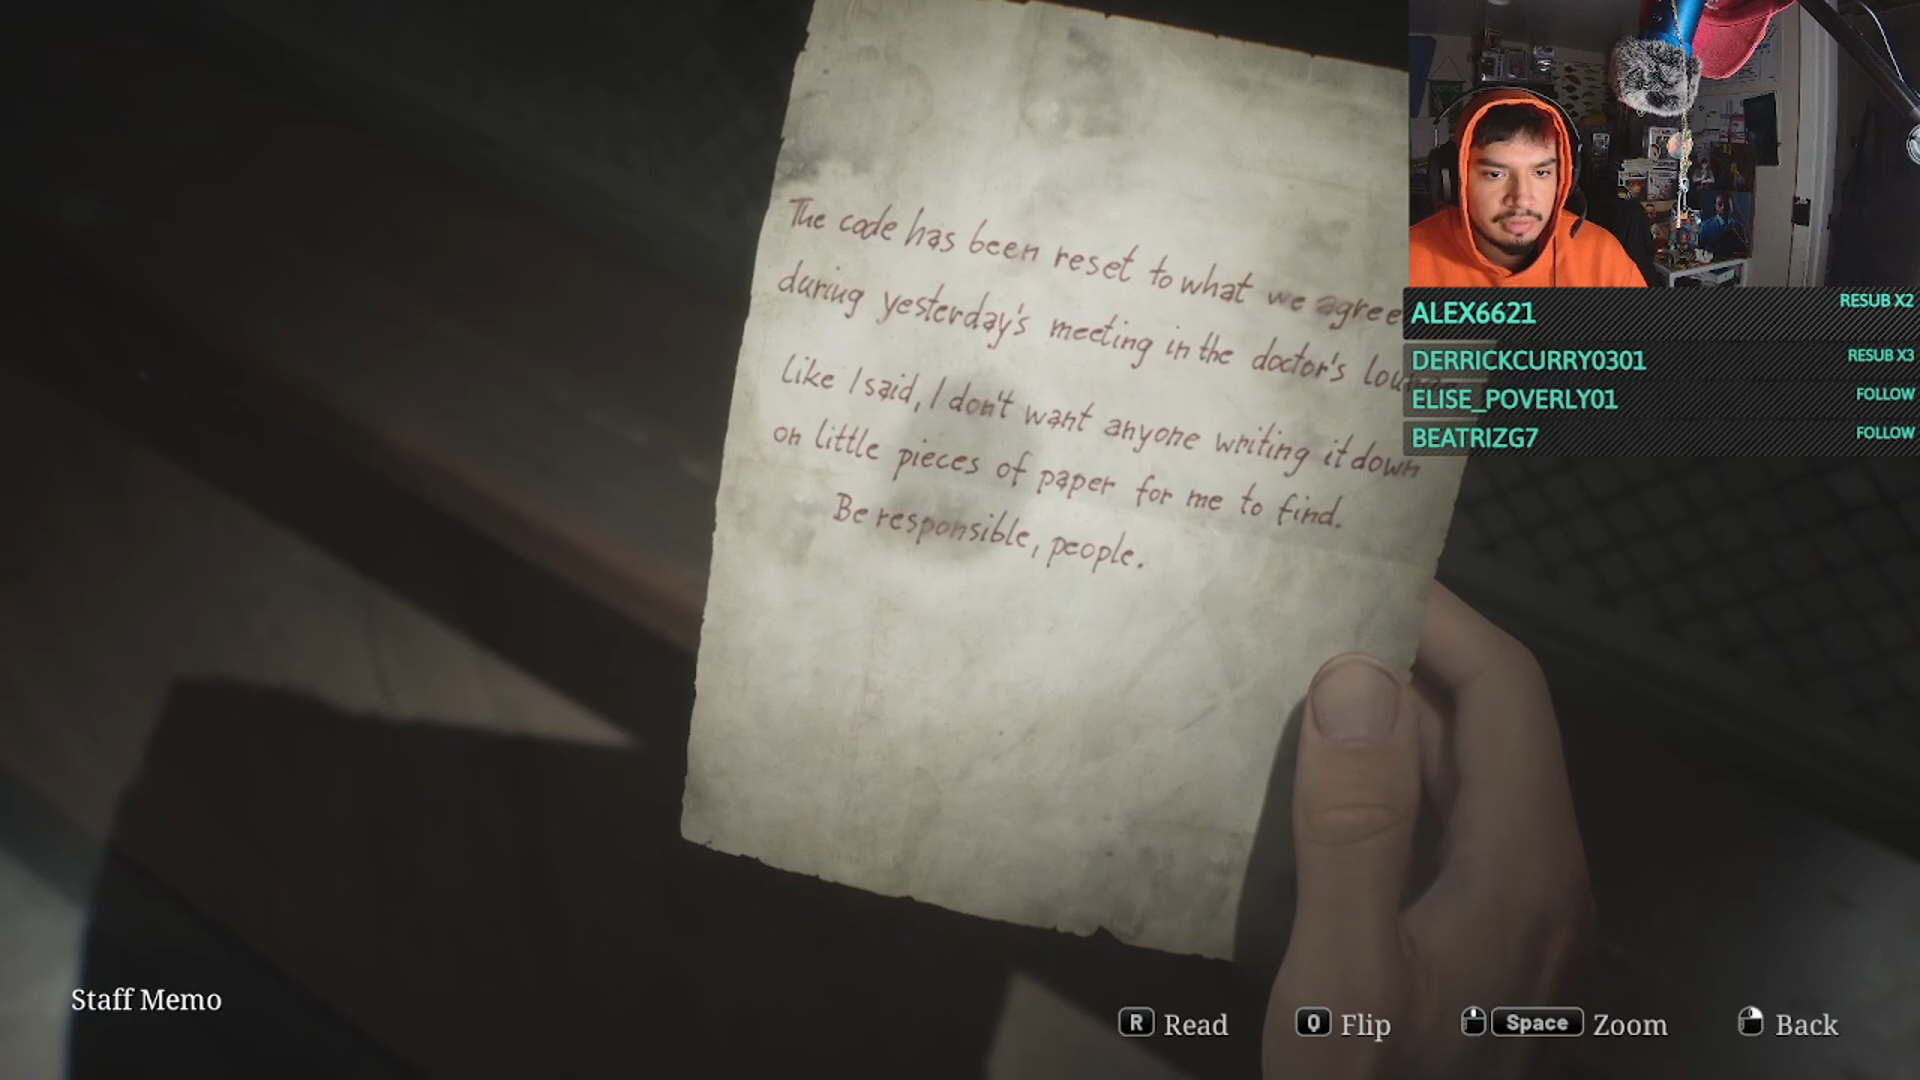 The code has been reset to what we agree
during yesterday's meeting in the doctor's
Like I said, I don't want anyone writing it down
on little pieces of paper for me to find.
Be responsible, people.
ALEX6621 RESUB X2
DERRICKCURRY0301 RESUB X3
ELISE_POVERLY01 FOLLOW
BEATRIZG7 FOLLOW
Staff Memo
R Read Q Flip Space Zoom Back